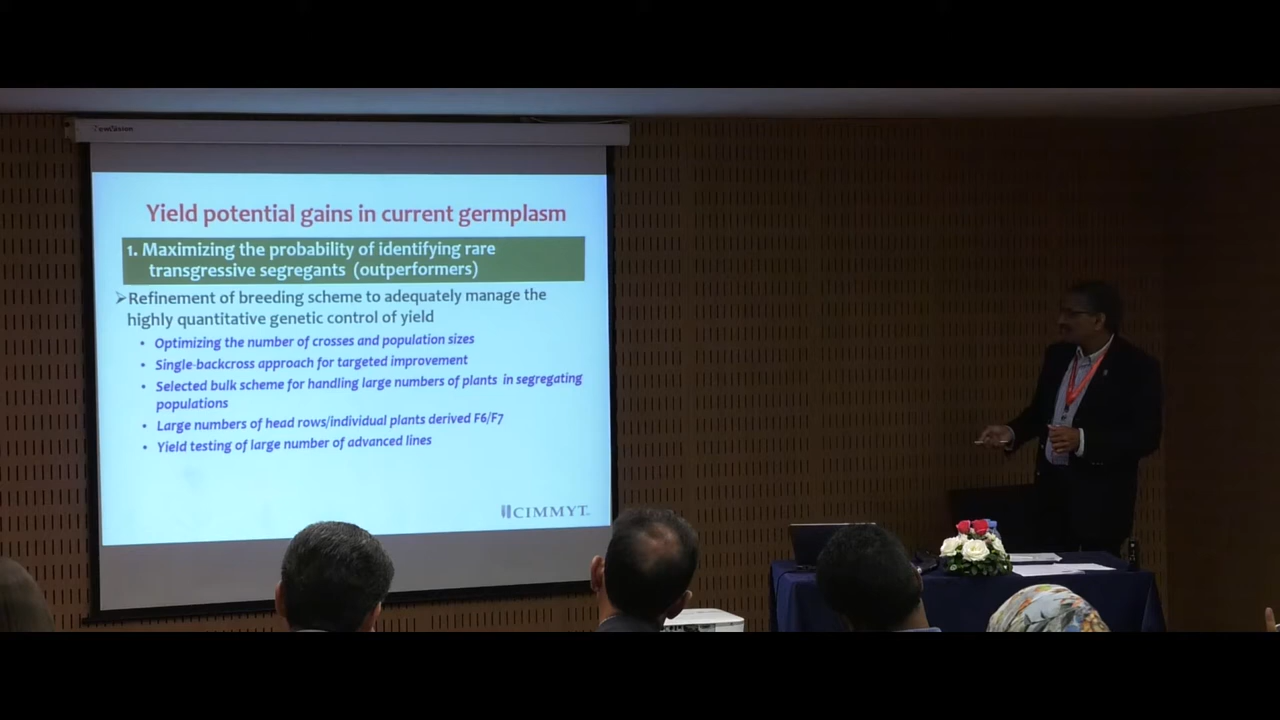 Yield potential gains in current germplasm
1. Maximizing the probability of identifying rare
transgressive segregants (outperformers)
➢Refinement of breeding scheme to adequately manage the
highly quantitative genetic control of yield
• Optimizing the number of crosses and population sizes
• Single-backcross approach for targeted improvement
• Selected bulk scheme for handling large numbers of plants in segregating
populations
• Large numbers of head rows/individual plants derived F6/F7
• Yield testing of large number of advanced lines
CIMMYT